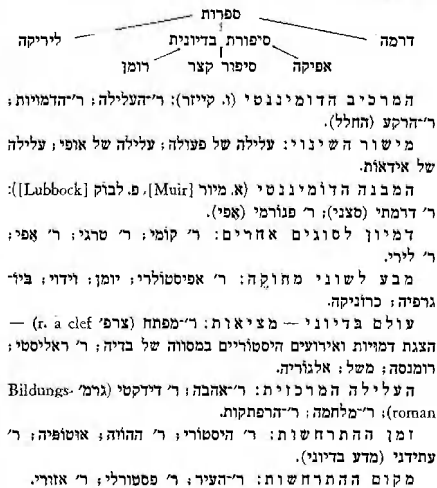 ספרות
דרמה סיפורת בדיונית ליריקה
אפיקה סיפור קצר רומן
המרכיב הדומיננטי (ו. קייזר): ר׳־העלילה; ר׳־הדמויות;
ר׳־הרקע (החלל).
מישור השינוי: עלילה של פעולה; עלילה של אופי; עלילה
של אידאות.
המבנה הדומיננטי (א. מיור [Muir], פ. לבוק [Lubbock]):
ר׳ דרמתי (סצני); ר׳ פנורמי (אֶפי).
דמיון לסוגים אחרים: ר׳ קומי; ר׳ טרגי; ר׳ אֶפי;
ר׳ לירי.
מבע לשוני מחוקה: ר׳ אפיסטולרי; יומן; וידוי; ביו־
גרפיה; כרוניקה.
עולם בדיוני — מציאות: ר׳־מפתח (צרפ׳ r. a clef) —
הצגת דמויות ואירועים היסטוריים במסווה של בדיה; ר׳ ראליסטי;
רומנסה; משל; אלגוריה.
העלילה המרכזית: ר׳־אהבה; ר׳ דידקטי (גרמ׳ Bildungs-
roman); ר׳־מלחמה; ר׳־הרפתקות.
זמן ההתרחשות: ר׳ היסטורי; ר׳ ההווה; אוטופיה; ר׳
עתידני (מדע בדיוני).
מקום ההתרחשות: ר׳־העיר; ר׳ פסטורלי; ר׳ אזורי.